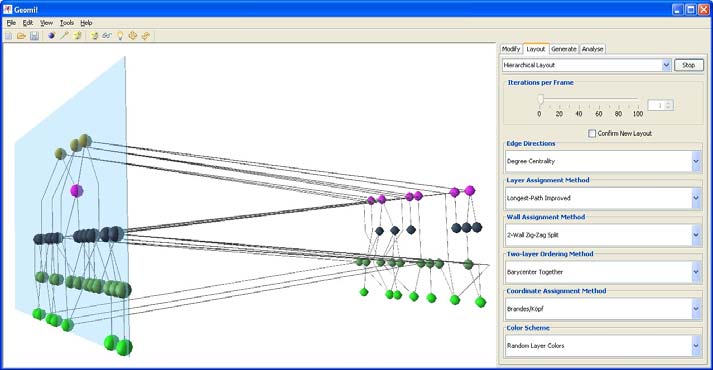 Geomi!
File Edit View Tools Help
Modify Layout Generate Analyse
Hierarchical Layout Stop
Iterations per Frame
1
0 20 40 60 80 100
Confirm New Layout
Edge Directions
Degree Centrality
Layer Assignment Method
Longest-Path Improved
Wall Assignment Method
2-Wall Zig-Zag Split
Two-layer Ordering Method
Barycenter Together
Coordinate Assignment Method
Brandes/Köpf
Color Scheme
Random Layer Colors